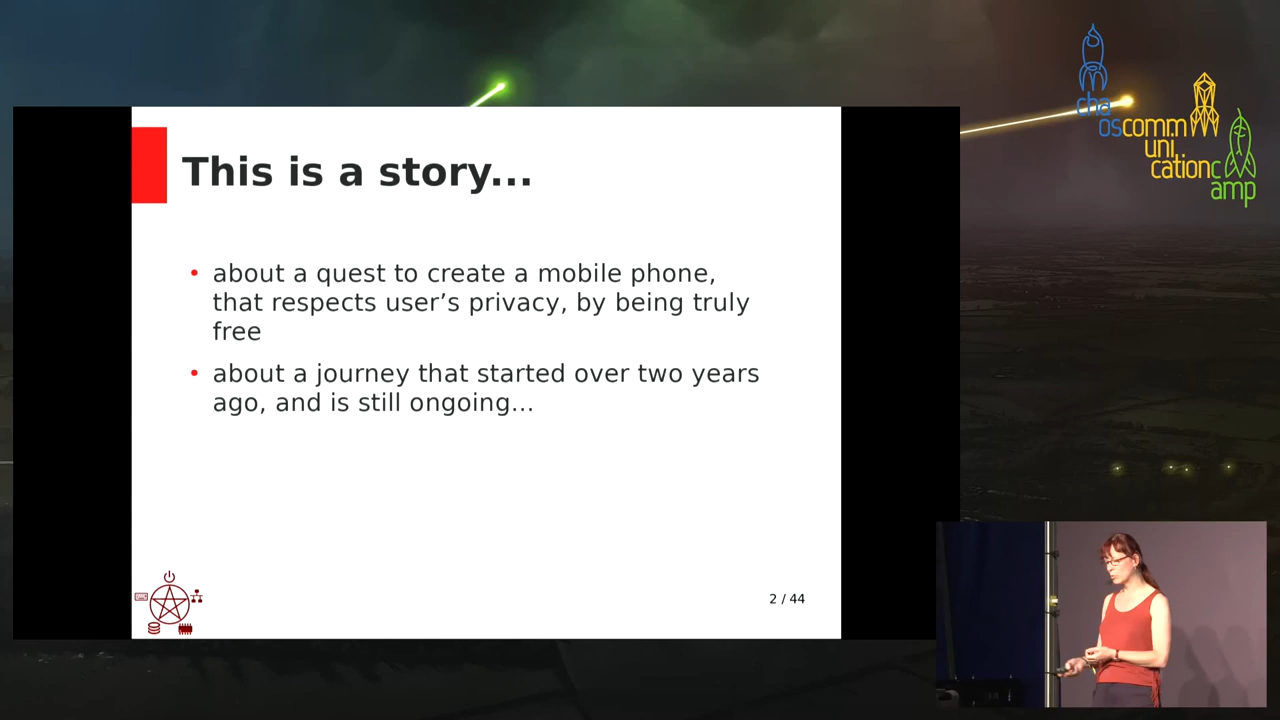 This is a story...
• about a quest to create a mobile phone,
that respects user’s privacy, by being truly
free
• about a journey that started over two years
ago, and is still ongoing...
2 / 44
cha
oscomm
uni
cationc
amp